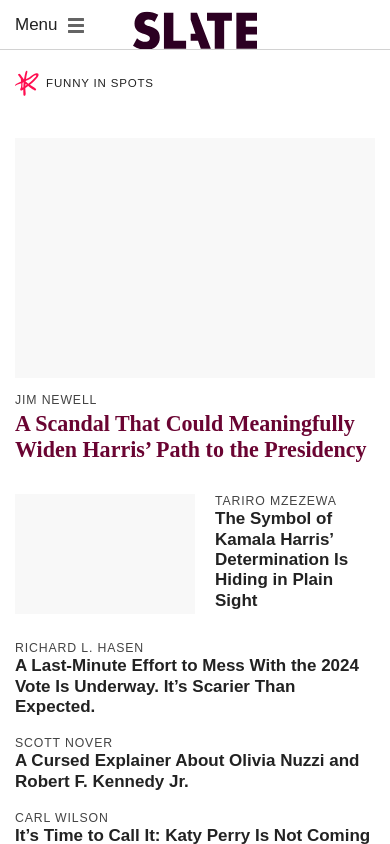 Menu
SLATE
FUNNY IN SPOTS
JIM NEWELL
A Scandal That Could Meaningfully
Widen Harris’ Path to the Presidency
TARIRO MZEZEWA
The Symbol of
Kamala Harris’
Determination Is
Hiding in Plain
Sight
RICHARD L. HASEN
A Last-Minute Effort to Mess With the 2024
Vote Is Underway. It’s Scarier Than
Expected.
SCOTT NOVER
A Cursed Explainer About Olivia Nuzzi and
Robert F. Kennedy Jr.
CARL WILSON
It’s Time to Call It: Katy Perry Is Not Coming